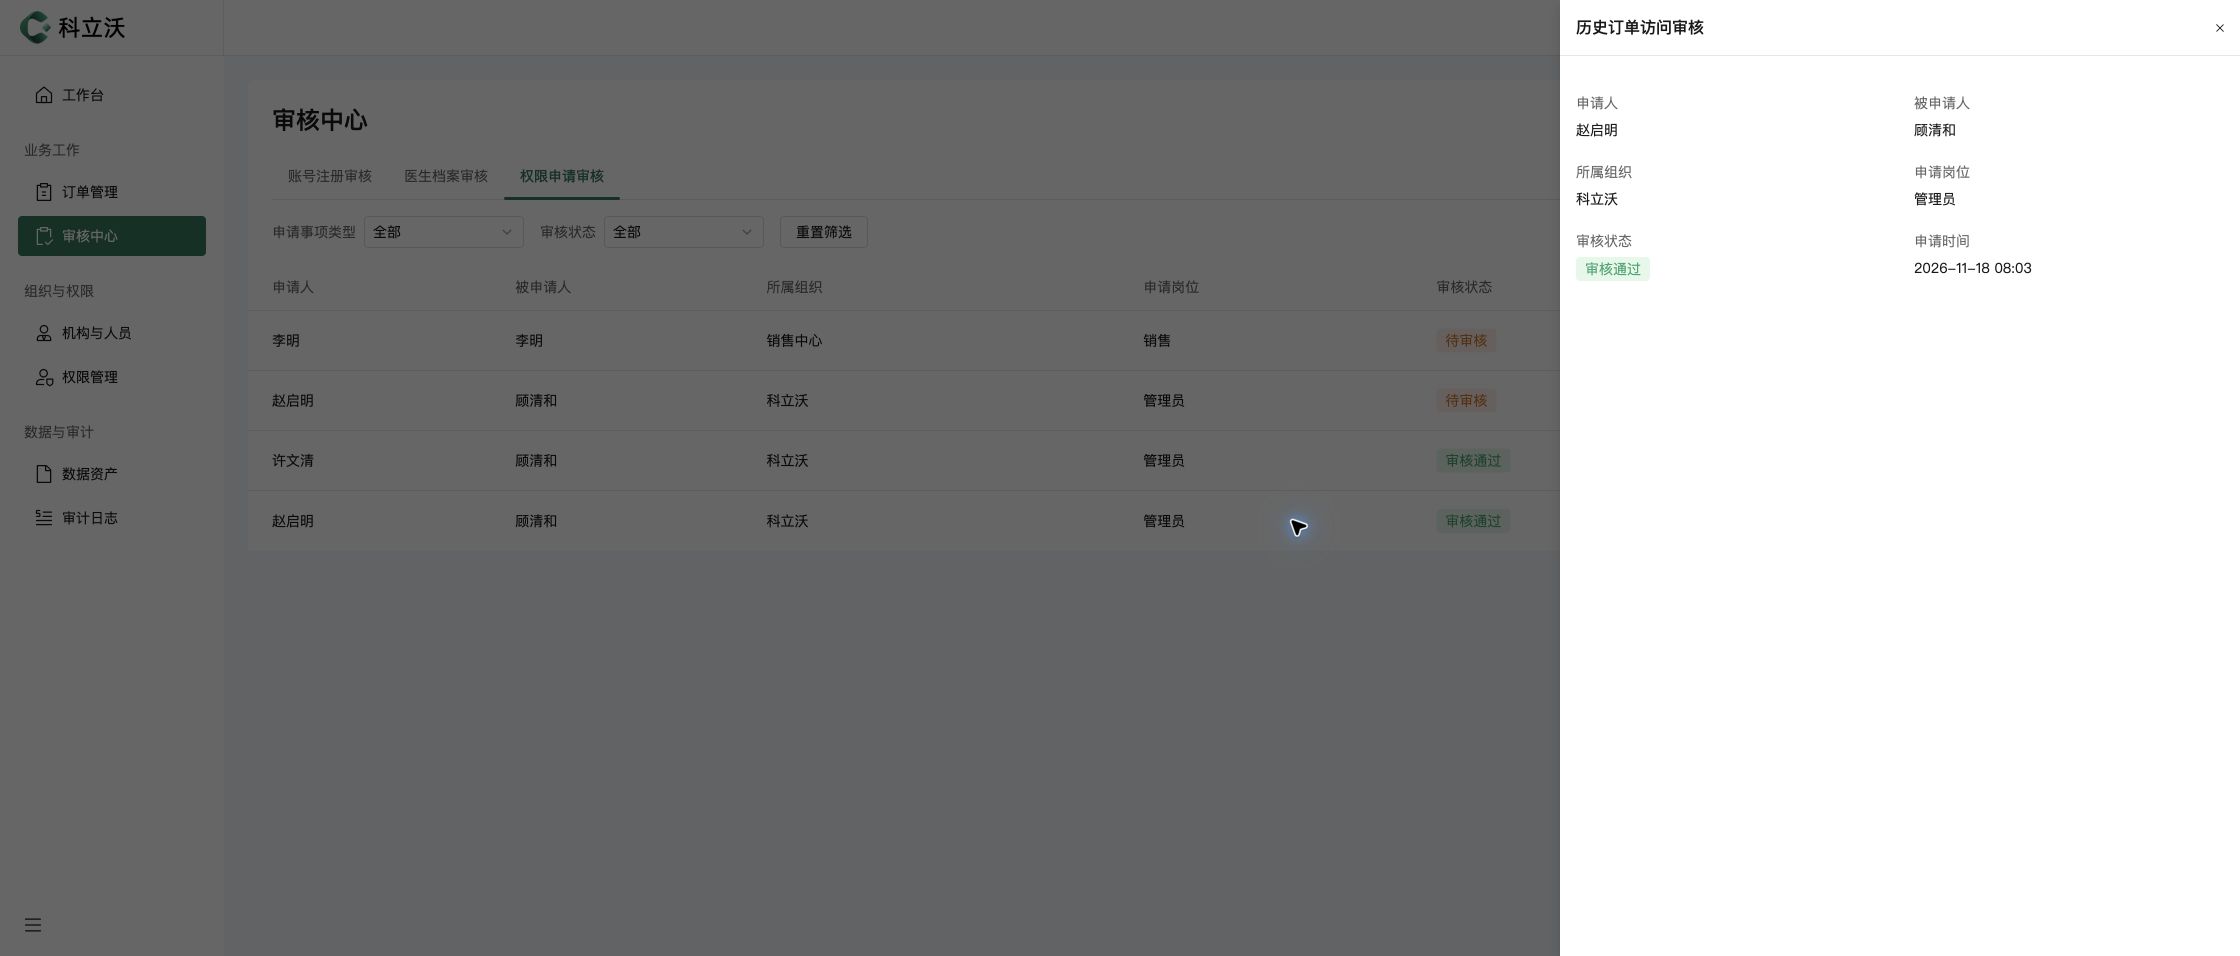 科立沃
工作台
业务工作
订单管理
审核中心
组织与权限
机构与人员
权限管理
数据与审计
数据资产
审计日志
审核中心
账号注册审核 医生档案审核 权限申请审核
申请事项类型 全部 审核状态 全部 重置筛选
申请人 被申请人 所属组织 申请岗位 审核状态
李明 李明 销售中心 销售 待审核
赵启明 顾清和 科立沃 管理员 待审核
许文清 顾清和 科立沃 管理员 审核通过
赵启明 顾清和 科立沃 管理员 审核通过
历史订单访问审核
申请人 被申请人
赵启明 顾清和
所属组织 申请岗位
科立沃 管理员
审核状态 申请时间
审核通过 2026-11-18 08:03